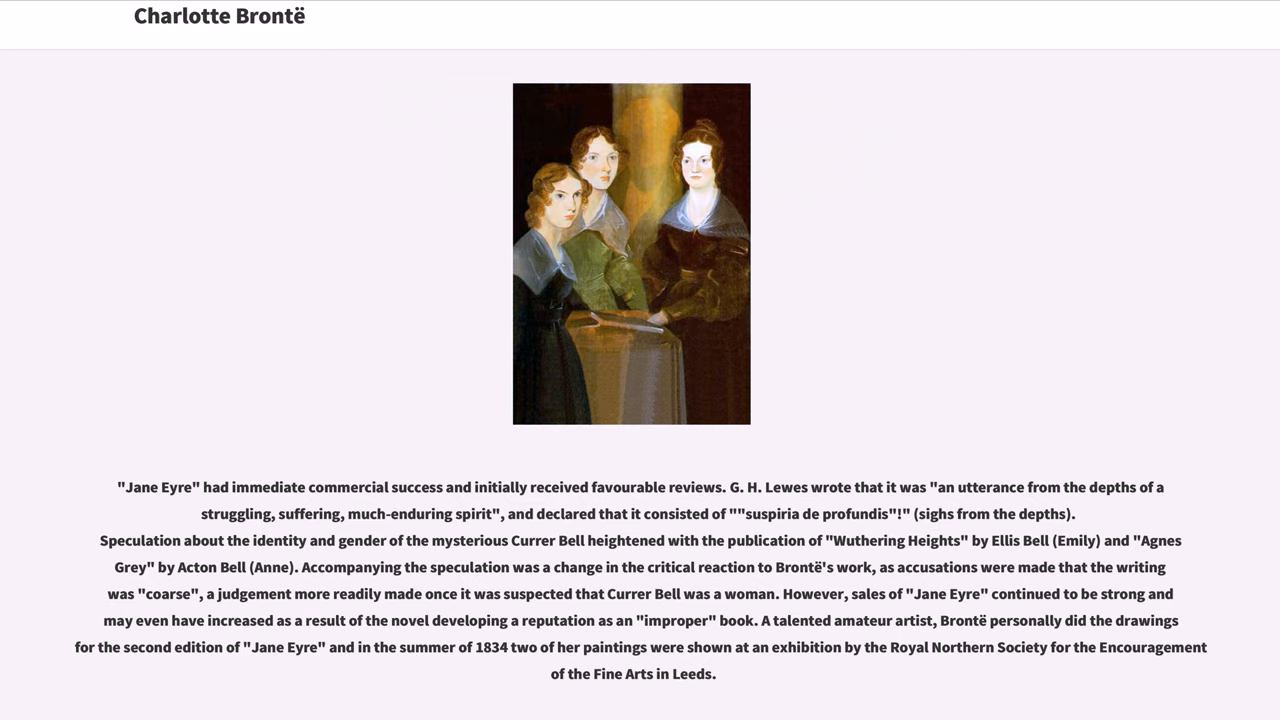 Charlotte Brontë
"Jane Eyre" had immediate commercial success and initially received favourable reviews. G. H. Lewes wrote that it was "an utterance from the depths of a
struggling, suffering, much-enduring spirit", and declared that it consisted of ""suspiria de profundis"!" (sighs from the depths).
Speculation about the identity and gender of the mysterious Currer Bell heightened with the publication of "Wuthering Heights" by Ellis Bell (Emily) and "Agnes
Grey" by Acton Bell (Anne). Accompanying the speculation was a change in the critical reaction to Brontë's work, as accusations were made that the writing
was "coarse", a judgement more readily made once it was suspected that Currer Bell was a woman. However, sales of "Jane Eyre" continued to be strong and
may even have increased as a result of the novel developing a reputation as an "improper" book. A talented amateur artist, Brontë personally did the drawings
for the second edition of "Jane Eyre" and in the summer of 1834 two of her paintings were shown at an exhibition by the Royal Northern Society for the Encouragement
of the Fine Arts in Leeds.